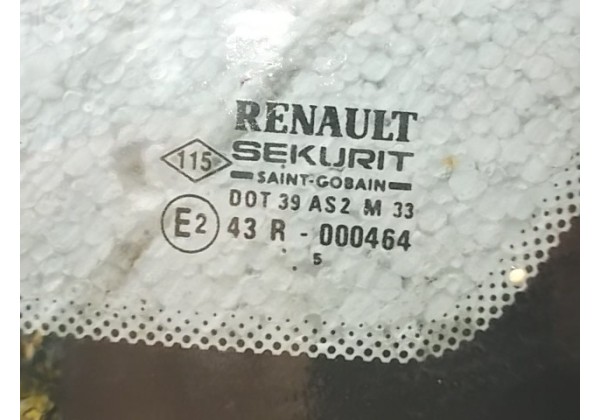 RENAULT
115 SEKURIT
SAINT-GOBAIN
DOT 39 AS2 M 33
E2 43 R - 000464
. 5